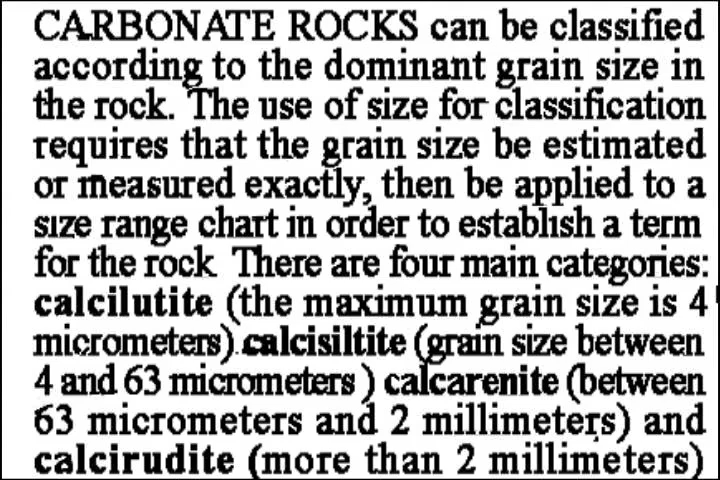 CARBONATE ROCKS can be classified
according to the dominant grain size in
the rock. The use of size for classification
requires that the grain size be estimated
or measured exactly, then be applied to a
size range chart in order to establish a term
for the rock There are four main categories:
calcilutite (the maximum grain size is 4
micrometers) calcisiltite (grain size between
4 and 63 micrometers) calcarenite (between
63 micrometers and 2 millimeters) and
calcirudite (more than 2 millimeters)